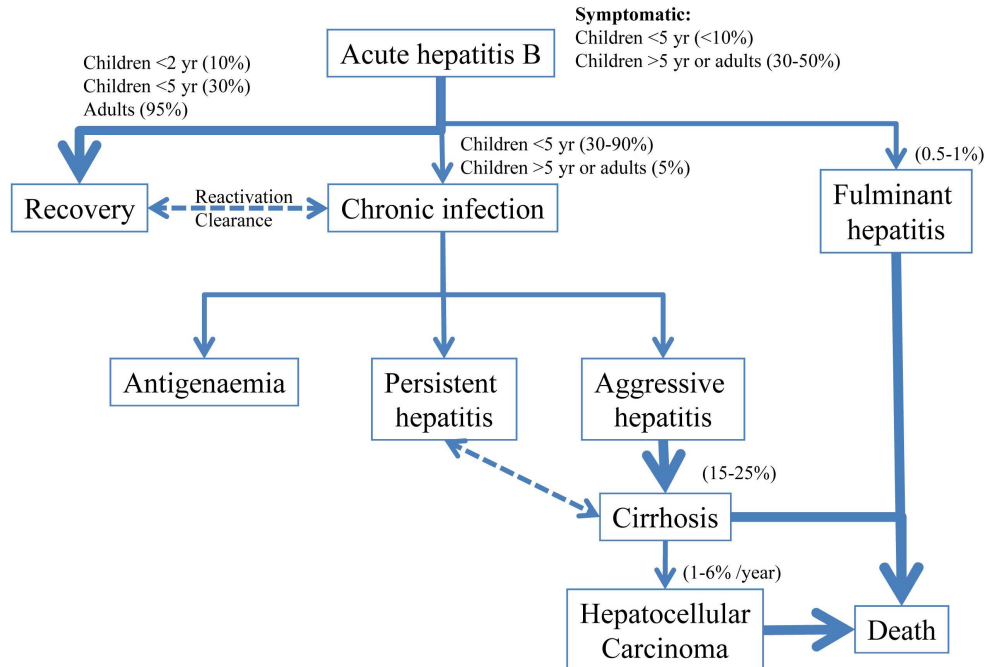 Symptomatic:
Children <5 yr (<10%)
Children >5 yr or adults (30-50%)
Acute hepatitis B
Children <2 yr (10%)
Children <5 yr (30%)
Adults (95%)
Children <5 yr (30-90%)
Children >5 yr or adults (5%)
(0.5-1%)
Recovery
Reactivation
Clearance
Chronic infection
Fulminant
hepatitis
Antigenaemia
Persistent
hepatitis
Aggressive
hepatitis
(15-25%)
Cirrhosis
(1-6% /year)
Hepatocellular
Carcinoma
Death